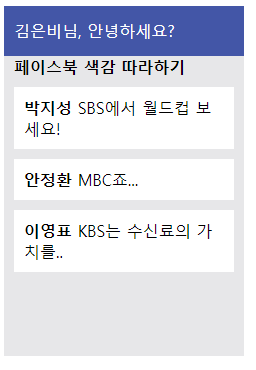 김은비님, 안녕하세요?
페이스북 색감 따라하기
박지성 SBS에서 월드컵 보
세요!
안정환 MBC죠...
이영표 KBS는 수신료의 가
치를..